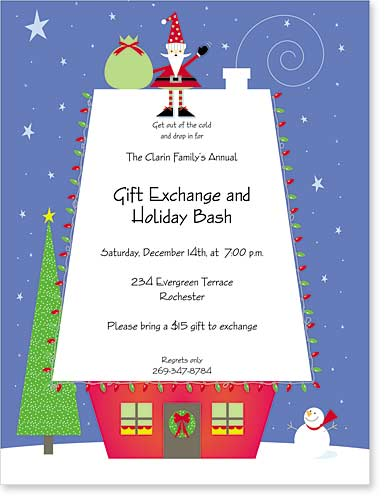 Get out of the cold
and drop in for
The Clarin Family's Annual
Gift Exchange and
Holiday Bash
Saturday, December 14th, at 7:00 p.m.
234 Evergreen Terrace
Rochester
Please bring a $15 gift to exchange
Regrets only
269-347-8784